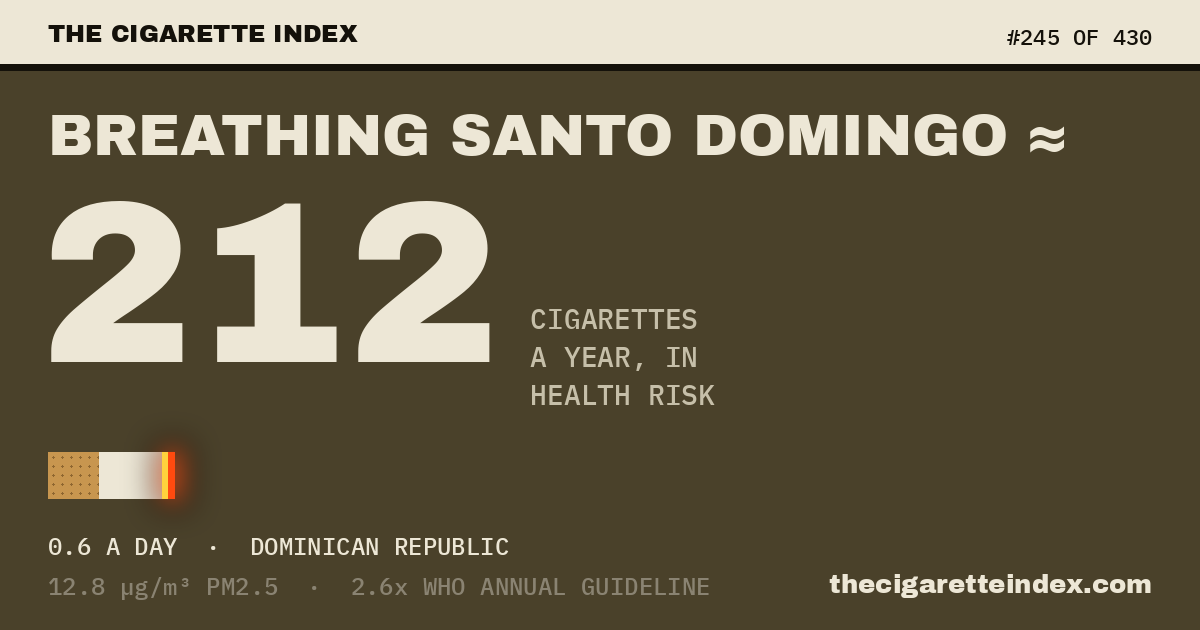 THE CIGARETTE INDEX
#245 OF 430
BREATHING SANTO DOMINGO ≈
212
CIGARETTES
A YEAR, IN
HEALTH RISK
0.6 A DAY · DOMINICAN REPUBLIC
12.8 µg/m³ PM2.5 · 2.6x WHO ANNUAL GUIDELINE
thecigaretteindex.com